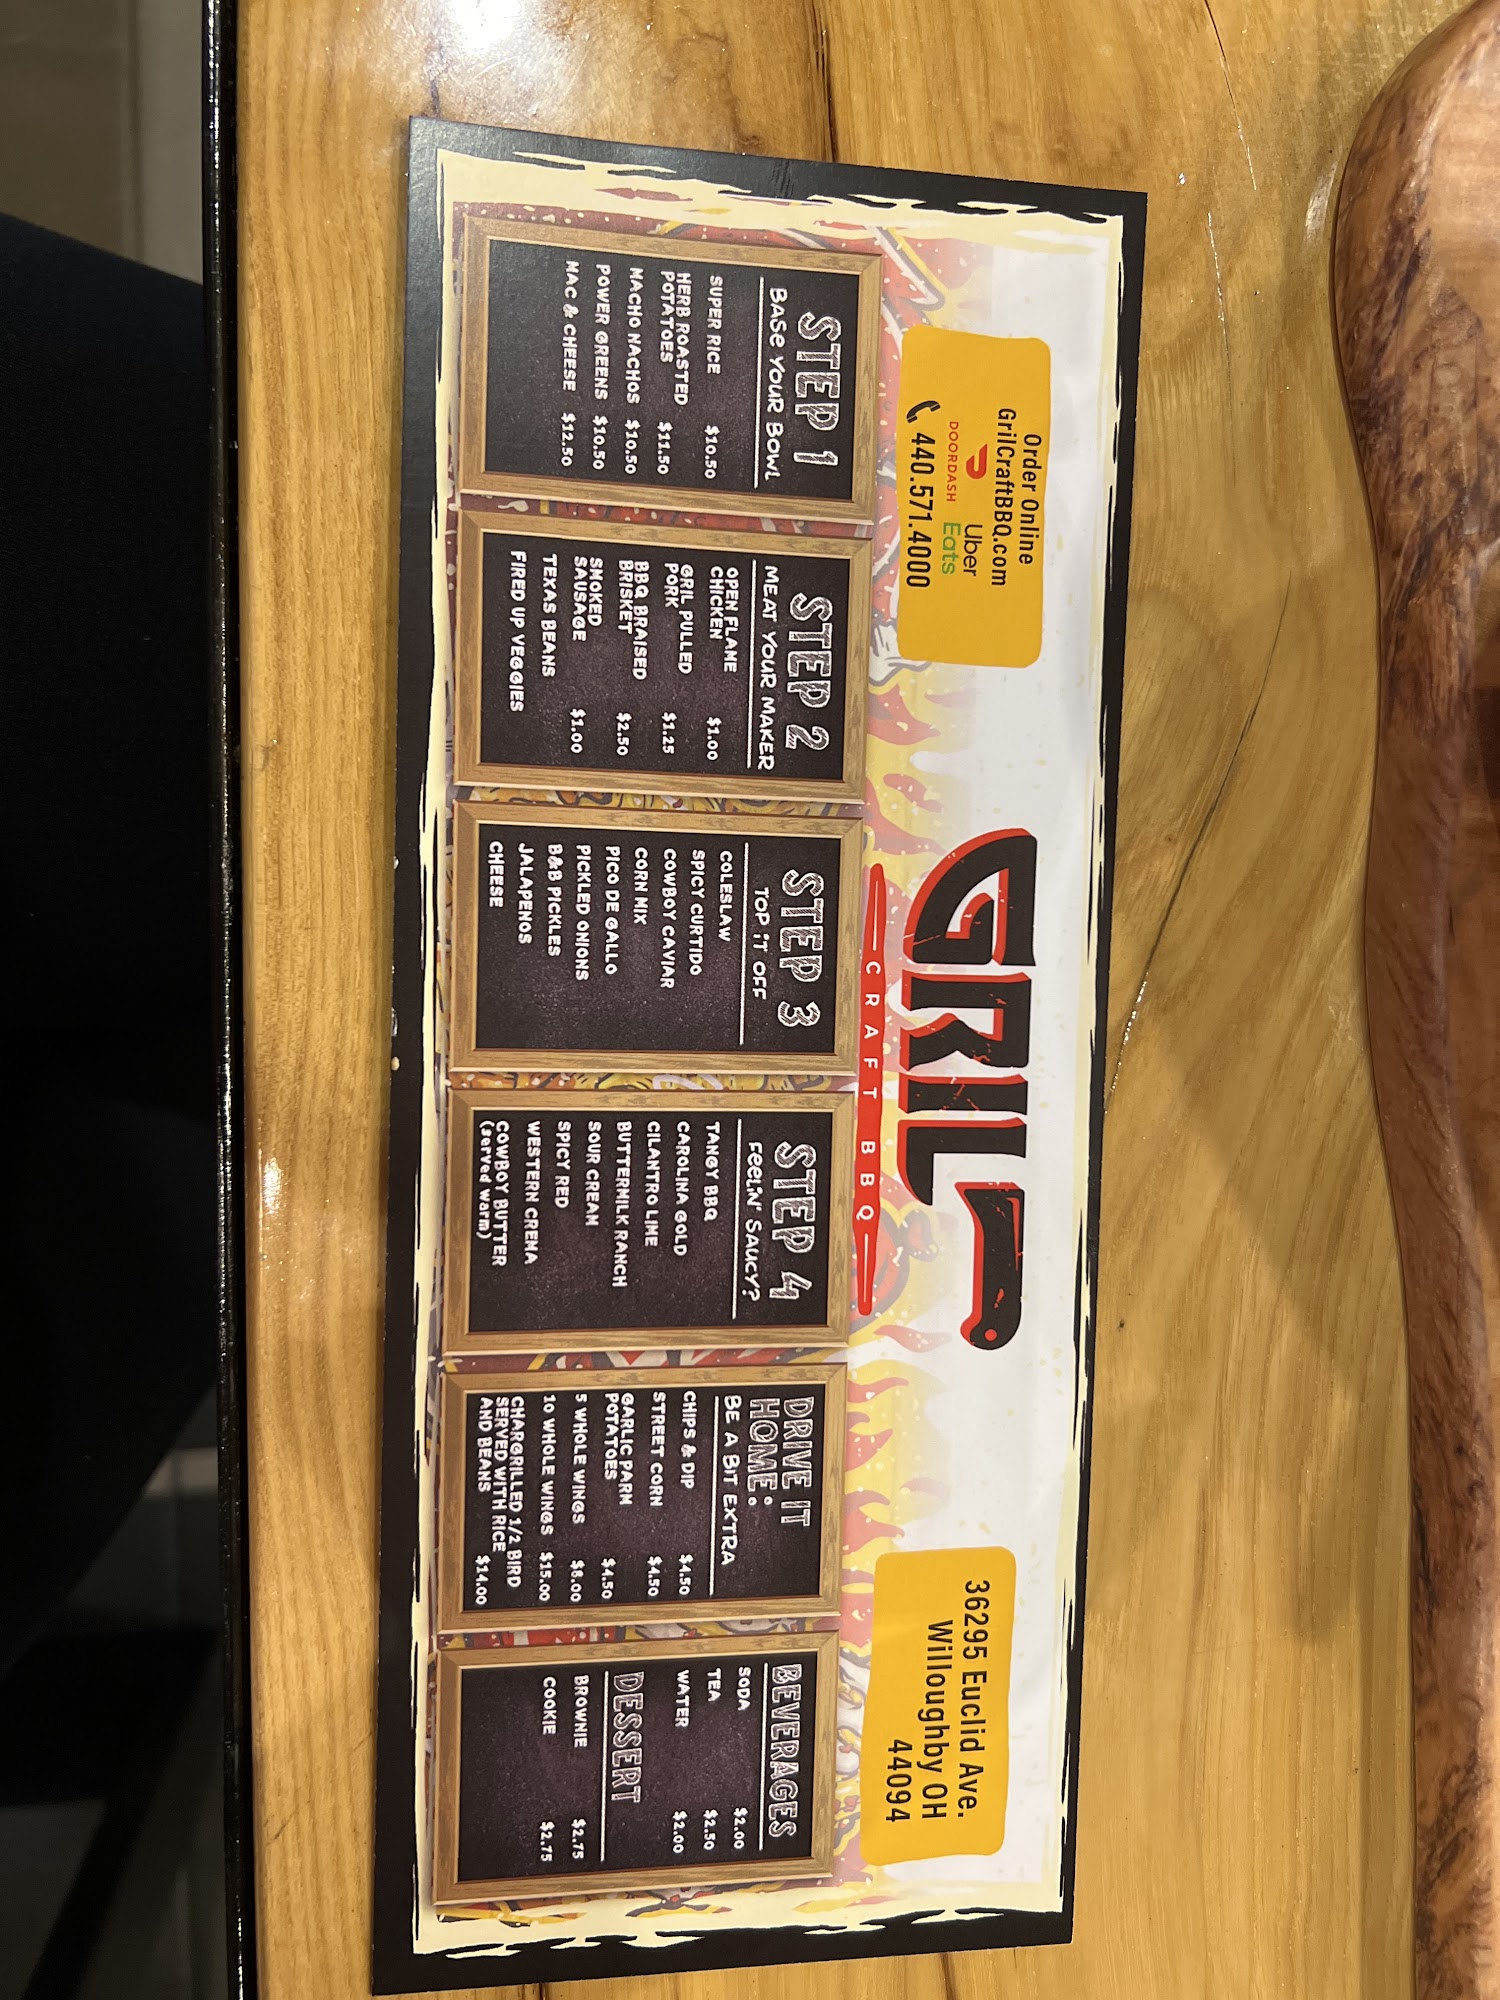 Order Online
GrilCraftBBQ.com
DOORDASH
Uber
Eats
440.571.4000
GRIL
CRAFT BBQ
36295 Euclid Ave.
Willoughby OH
44094
STEP 1
BASE YOUR BOWL
SUPER RICE $10.50
HERB ROASTED
POTATOES $11.50
MACHO NACHOS $10.50
POWER GREENS $10.50
MAC & CHEESE $12.50
STEP 2
MEAT YOUR MAKER
OPEN FLAME
CHICKEN $1.00
GRIL PULLED
PORK $1.25
BBQ BRAISED
BRISKET $2.50
SMOKED
SAUSAGE $1.00
TEXAS BEANS
FIRED UP VEGGIES
STEP 3
TOP IT OFF
COLESLAW
SPICY CURTIDO
COWBOY CAVIAR
CORN MIX
PICO DE GALLO
PICKLED ONIONS
B&B PICKLES
JALAPENOS
CHEESE
STEP 4
FEELN' SAUCY?
TANGY BBQ
CAROLINA GOLD
CILANTRO LIME
BUTTERMILK RANCH
SOUR CREAM
SPICY RED
WESTERN CREMA
COWBOY BUTTER
(served warm)
DRIVE IT
HOME:
BE A BIT EXTRA
CHIPS & DIP $4.50
STREET CORN $4.50
GARLIC PARM
POTATOES $4.50
5 WHOLE WINGS $8.00
10 WHOLE WINGS $15.00
CHARGRILLED 1/2 BIRD
SERVED WITH RICE
AND BEANS $14.00
BEVERAGES
SODA $2.00
TEA $2.50
WATER $2.00
DESSERT
BROWNIE $2.75
COOKIE $2.75